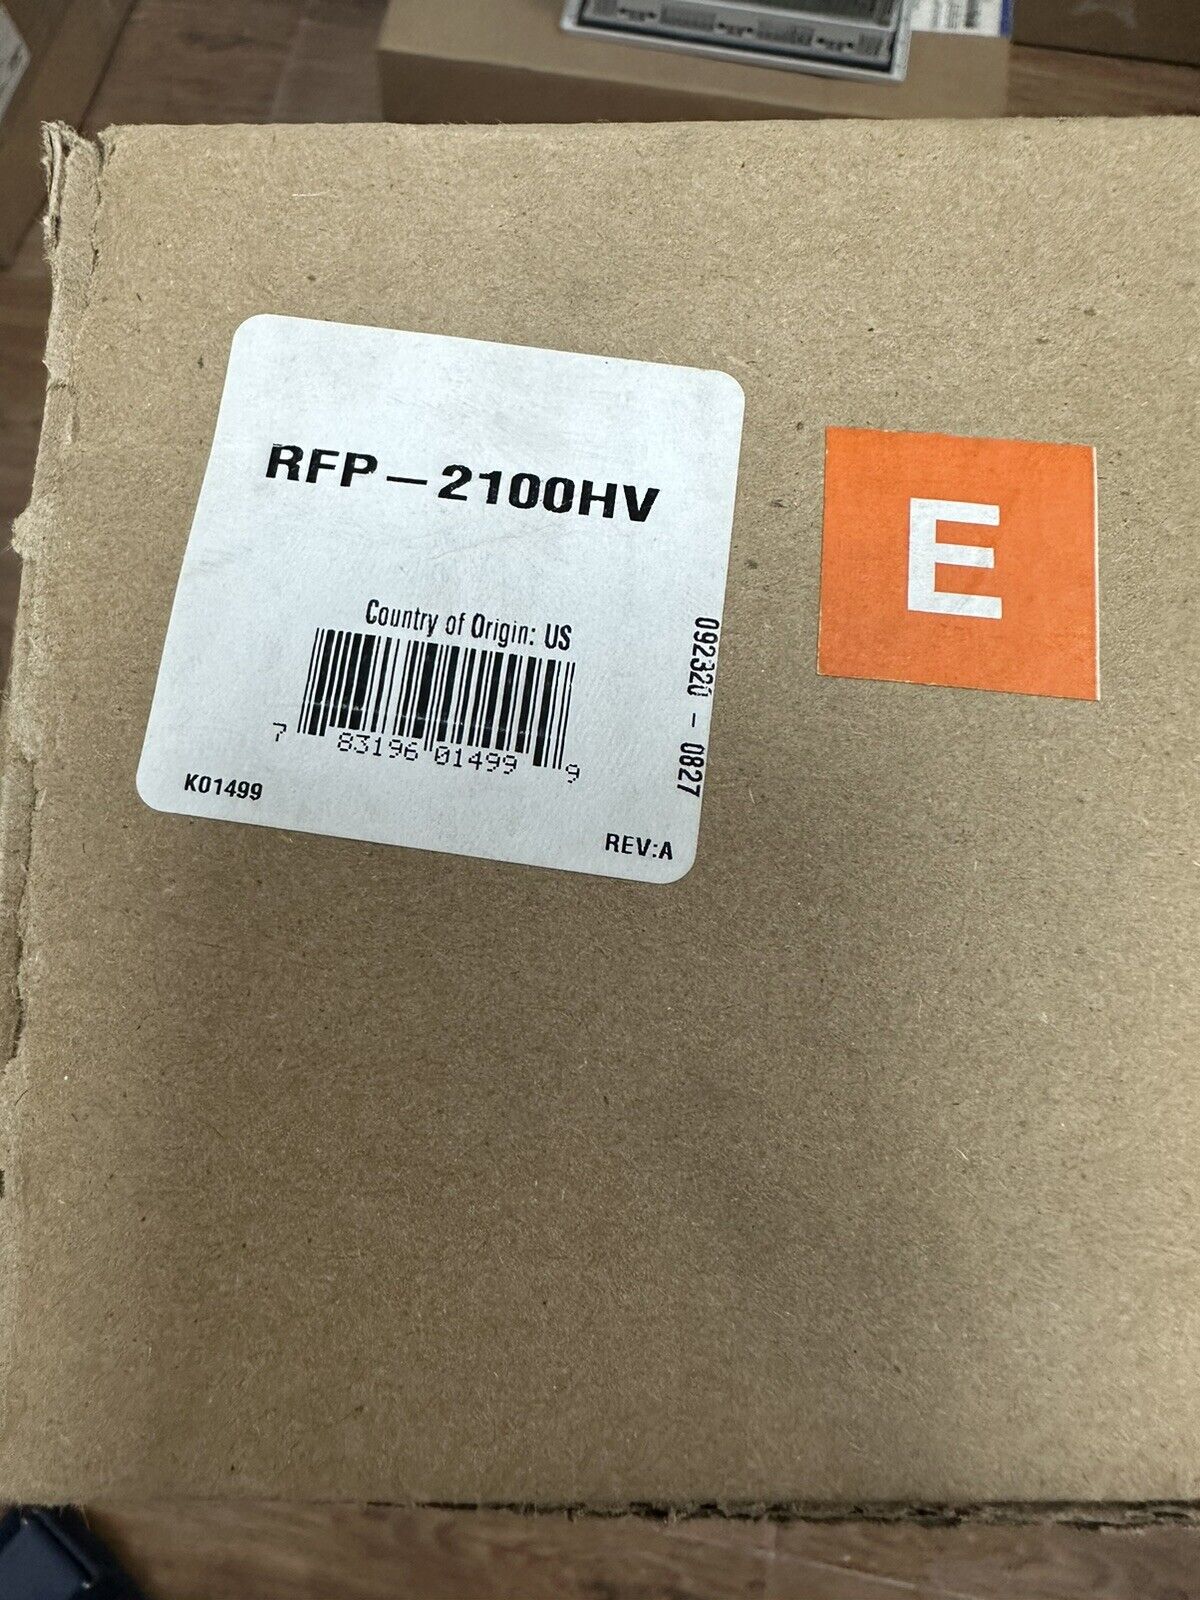 RFP-2100HV
Country of Origin: US
7 83196 01499 9
K01499
REV:A
092320 - 0827
E